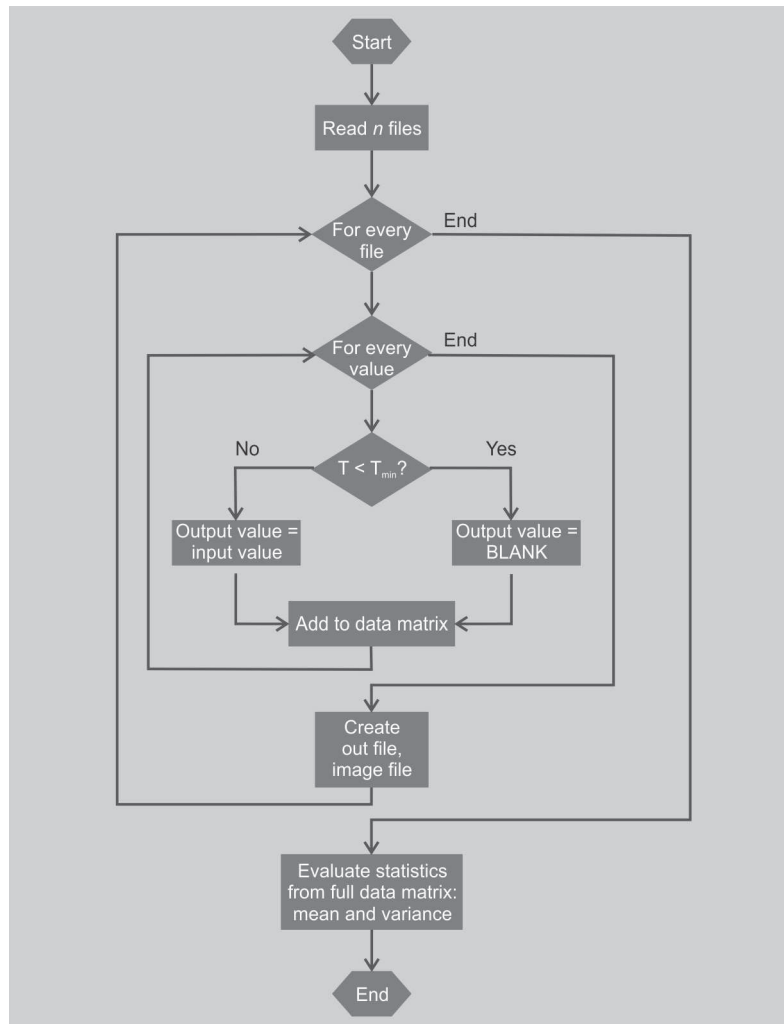 Start
Read n files
For every
file
End
For every
value
End
No
T < Tmin?
Yes
Output value =
input value
Output value =
BLANK
Add to data matrix
Create
out file,
image file
Evaluate statistics
from full data matrix:
mean and variance
End